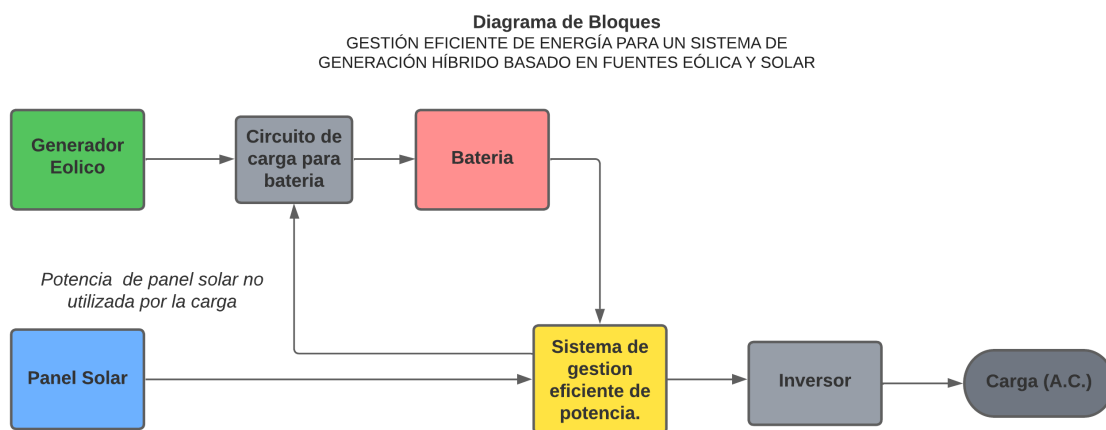 Diagrama de Bloques
GESTIÓN EFICIENTE DE ENERGÍA PARA UN SISTEMA DE
GENERACIÓN HÍBRIDO BASADO EN FUENTES EÓLICA Y SOLAR
Generador
Eolico
Circuito de
carga para
bateria
Bateria
Potencia  de panel solar no
utilizada por la carga
Panel Solar
Sistema de
gestion
eficiente de
potencia.
Inversor
Carga (A.C.)